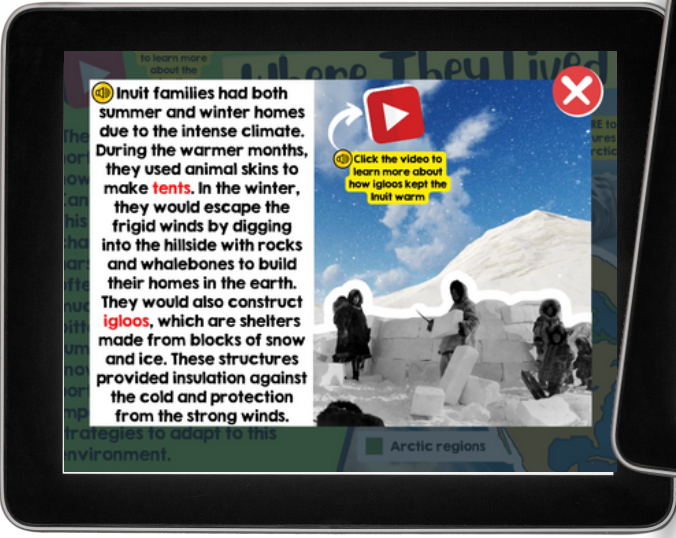 to learn more
about the
Where They Lived
Inuit families had both
summer and winter homes
due to the intense climate.
During the warmer months,
they used animal skins to
make tents. In the winter,
they would escape the
frigid winds by digging
into the hillside with rocks
and whalebones to build
their homes in the earth.
They would also construct
igloos, which are shelters
made from blocks of snow
and ice. These structures
provided insulation against
the cold and protection
from the strong winds.
Click the video to
learn more about
how igloos kept the
Inuit warm
trategies to adapt to this
environment.
Arctic regions